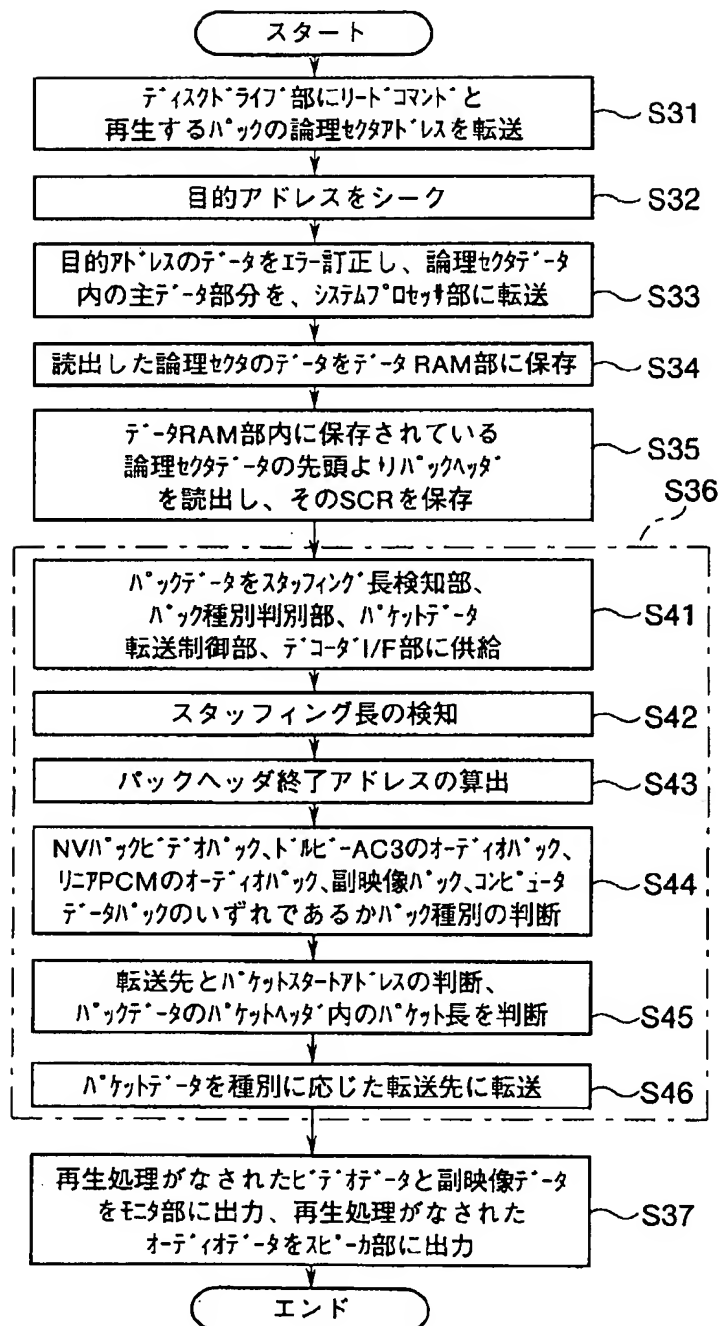 スタート
ディスクドライブ部にリードコマンドと
再生するパックの論理セクタアドレスを転送
S31
目的アドレスをシーク
S32
目的アドレスのデータをエラー訂正し、論理セクタデータ
内の主データ部分を、システムプロセッサ部に転送
S33
読出した論理セクタのデータをデータRAM部に保存
S34
データRAM部内に保存されている
論理セクタデータの先頭よりパックヘッダ
を読出し、そのSCRを保存
S35
S36
パックデータをスタッフィング長検知部、
パック種別判別部、パケットデータ
転送制御部、デコーダI/F部に供給
S41
スタッフィング長の検知
S42
パックヘッダ終了アドレスの算出
S43
NVパックビデオパック、ドルビーAC3のオーディオパック、
リニアPCMのオーディオパック、副映像パック、コンピュータ
データパックのいずれであるかパック種別の判断
S44
転送先とパケットスタートアドレスの判断、
パックデータのパケットヘッダ内のパケット長を判断
S45
パケットデータを種別に応じた転送先に転送
S46
再生処理がなされたビデオデータと副映像データ
をモニタ部に出力、再生処理がなされた
オーディオデータをスピーカ部に出力
S37
エンド